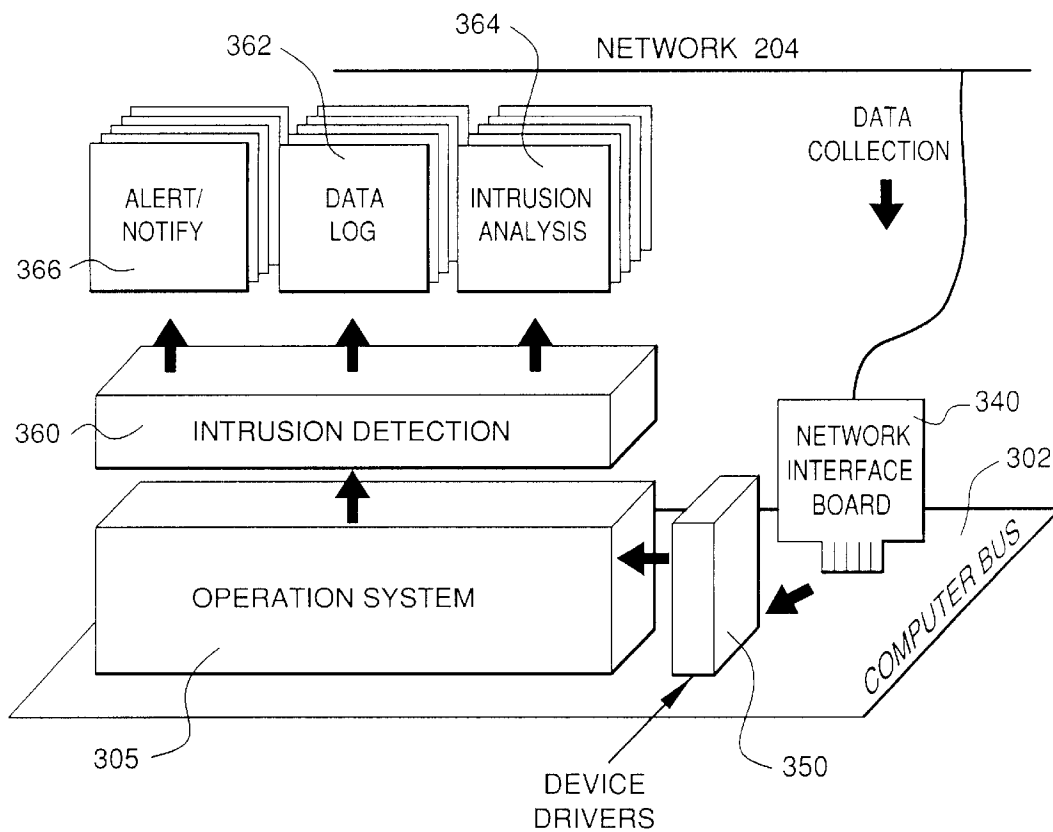 NETWORK 204
362
364
DATA
COLLECTION
ALERT/
NOTIFY
DATA
LOG
INTRUSION
ANALYSIS
366
340
360
INTRUSION DETECTION
NETWORK
INTERFACE
BOARD
302
OPERATION SYSTEM
COMPUTER BUS
305
350
DEVICE
DRIVERS